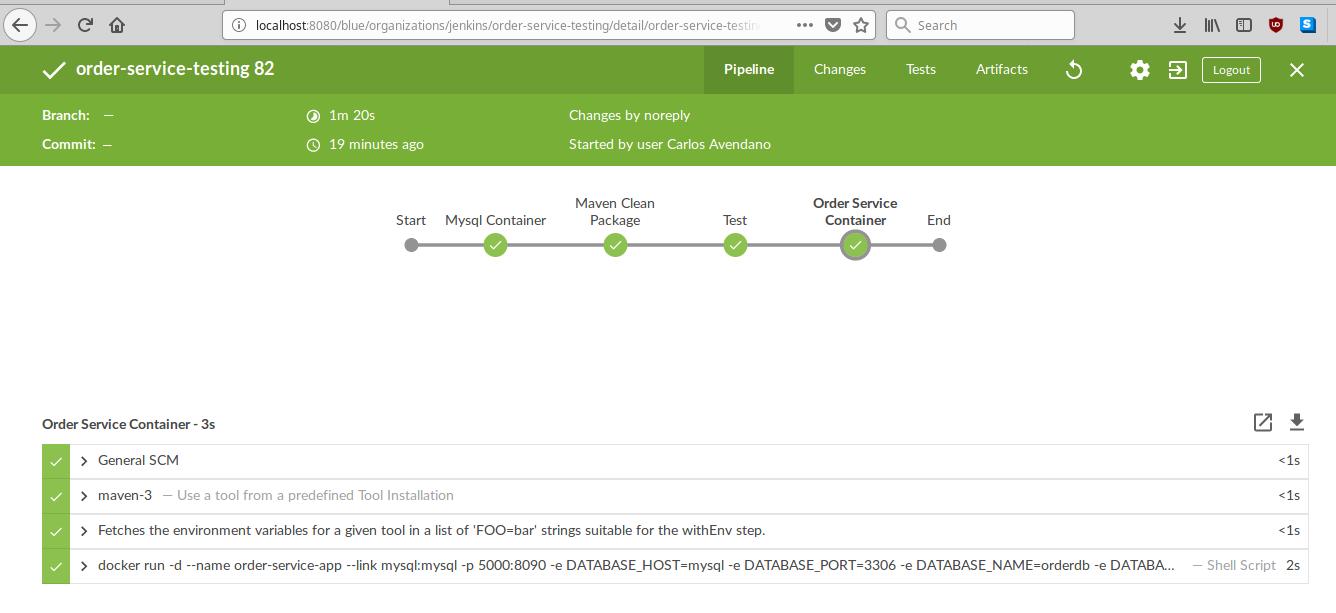 localhost:8080/blue/organizations/jenkins/order-service-testing/detail/order-service-testin
Search
order-service-testing 82
Pipeline
Changes
Tests
Artifacts
Logout
Branch: —
1m 20s
Changes by noreply
Commit: —
19 minutes ago
Started by user Carlos Avendano
Start
Mysql Container
Maven Clean
Package
Test
Order Service
Container
End
Order Service Container - 3s
General SCM
<1s
maven-3 — Use a tool from a predefined Tool Installation
<1s
Fetches the environment variables for a given tool in a list of 'FOO=bar' strings suitable for the withEnv step.
<1s
docker run -d --name order-service-app --link mysql:mysql -p 5000:8090 -e DATABASE_HOST=mysql -e DATABASE_PORT=3306 -e DATABASE_NAME=orderdb -e DATABA...
— Shell Script 2s